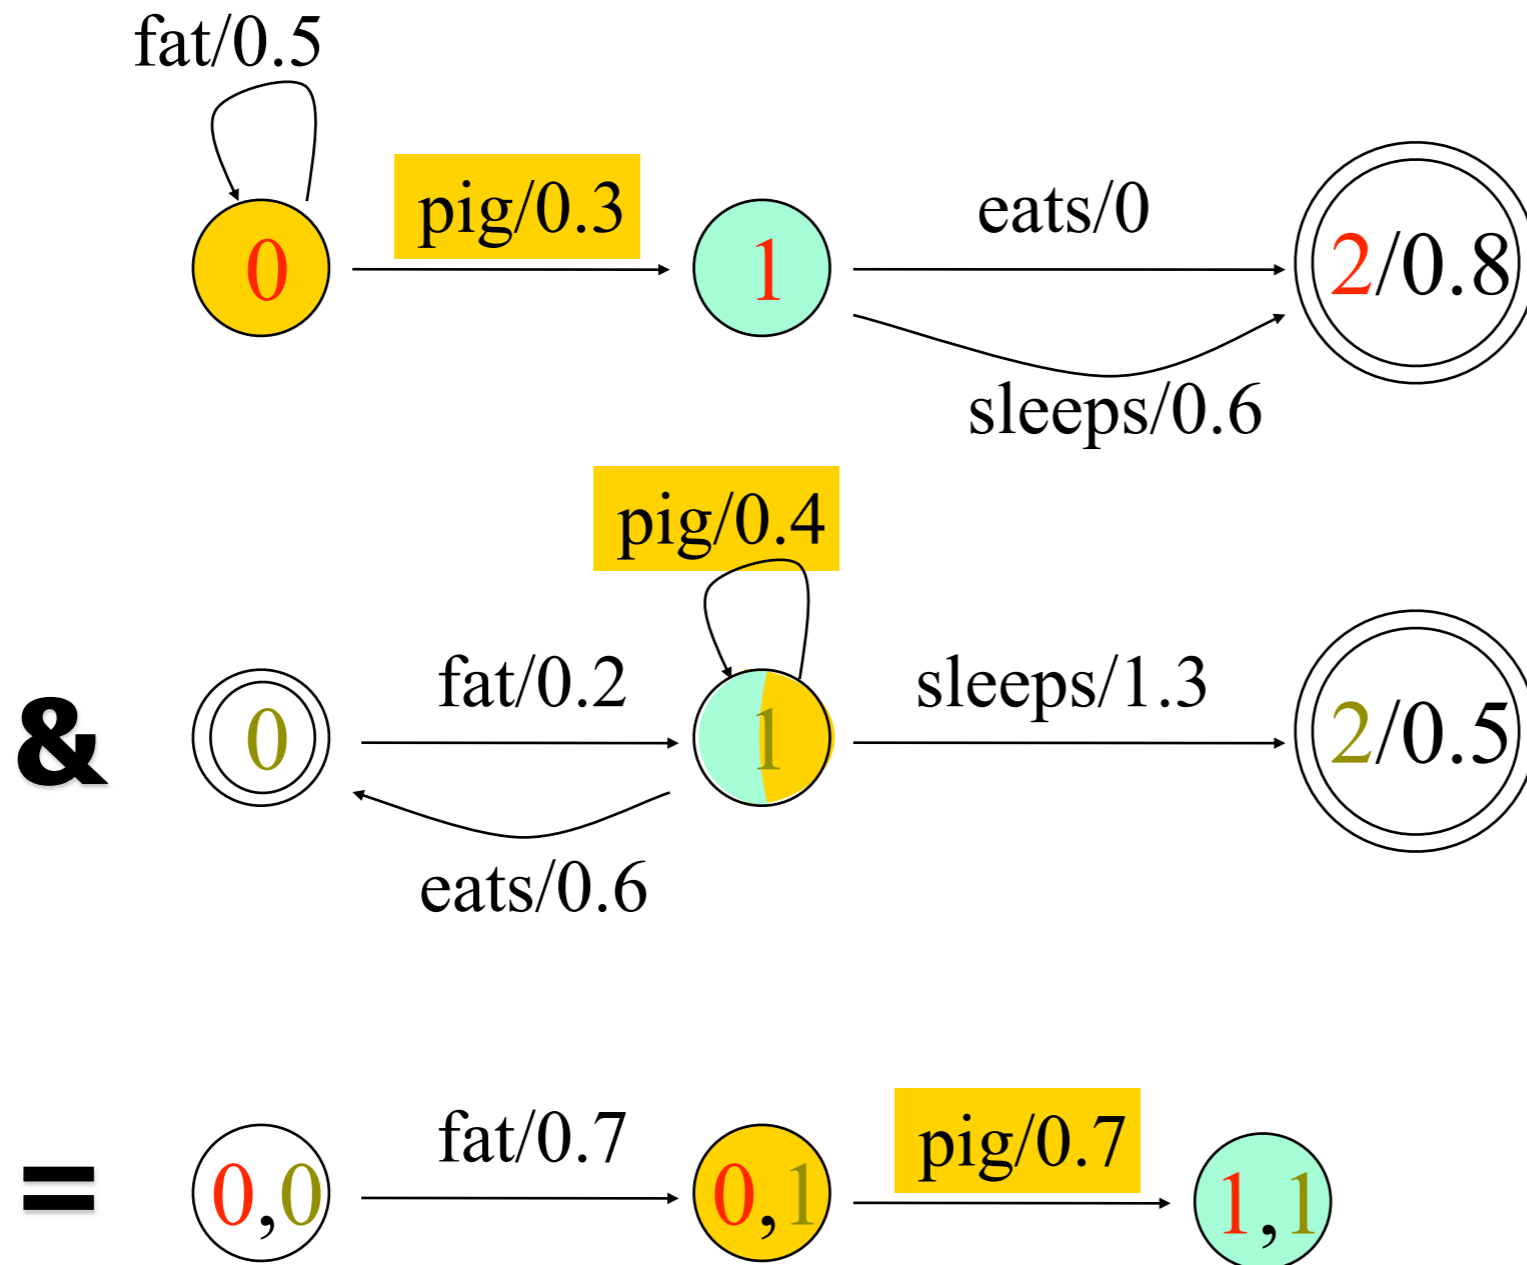 fat/0.5
pig/0.3
eats/0
0
1
2/0.8
sleeps/0.6
pig/0.4
fat/0.2
sleeps/1.3
&
0
1
2/0.5
eats/0.6
fat/0.7
pig/0.7
=
0,0
0,1
1,1